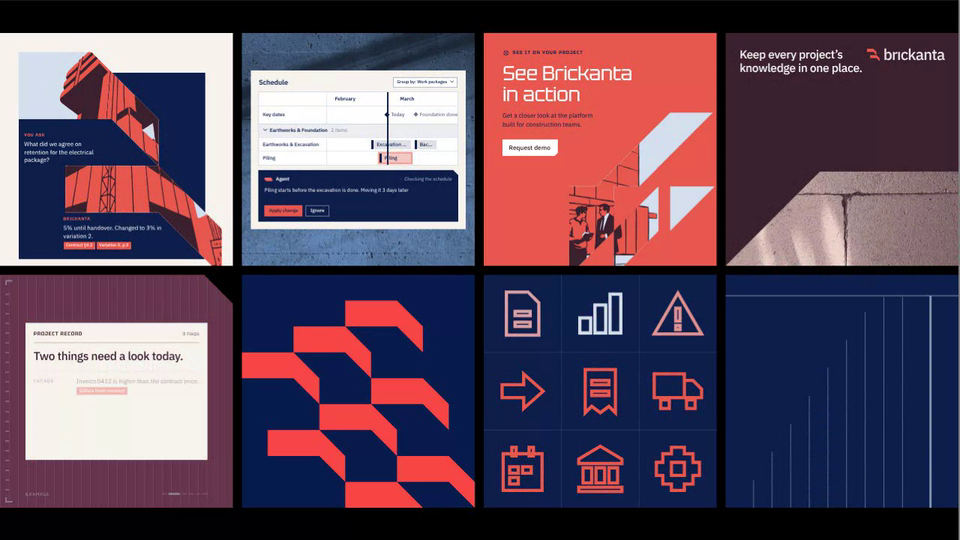 YOU ASK
What did we agree on
retention for the electrical
package?
BRICKANTA
5% until handover. Changed to 3% in
variation 2.
Contract §4.2
Variation 2, p.3
Schedule
Group by: Work packages
February
March
Key dates
Today
Foundation done
Earthworks & Foundation 2 items
Earthworks & Excavation
Excavation ...
Bac...
Piling
Piling
Agent
Checking the schedule
Piling starts before the excavation is done. Moving it 3 days later
Apply change
Ignore
SEE IT ON YOUR PROJECT
See Brickanta
in action
Get a closer look at the platform
built for construction teams.
Request demo
Keep every project's
knowledge in one place.
brickanta
PROJECT RECORD
Two things need a look today.
Invoice 0412 is higher than the contract price.
EXAMPLE